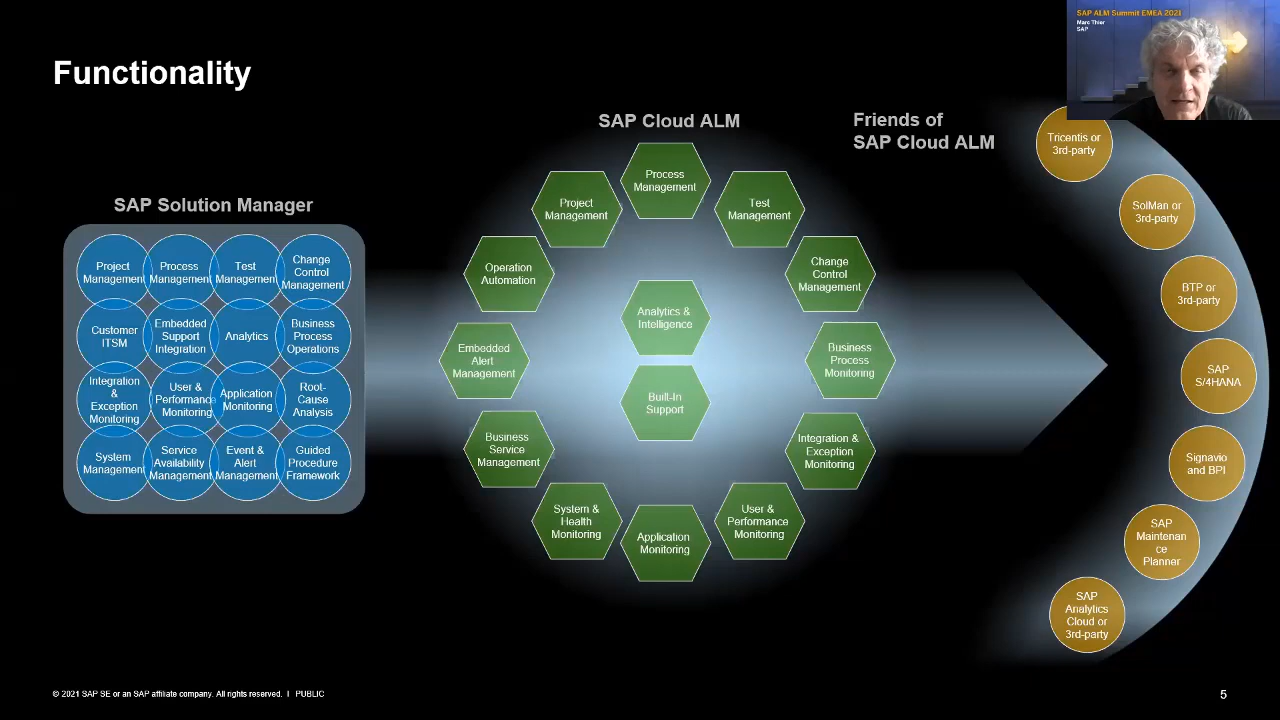 SAP ALM Summit EMEA 2021
Marc Thier
SAP
Functionality
SAP Solution Manager
Project
Management
Process
Management
Test
Management
Change
Control
Management
Customer
ITSM
Embedded
Support
Integration
Analytics
Business
Process
Operations
Integration
&
Exception
Monitoring
User &
Performance
Monitoring
Application
Monitoring
Root-
Cause
Analysis
System
Management
Service
Availability
Management
Event &
Alert
Management
Guided
Procedure
Framework
SAP Cloud ALM
Process
Management
Test
Management
Change
Control
Management
Business
Process
Monitoring
Integration &
Exception
Monitoring
User &
Performance
Monitoring
Application
Monitoring
System &
Health
Monitoring
Business
Service
Management
Embedded
Alert
Management
Operation
Automation
Project
Management
Analytics &
Intelligence
Built-In
Support
Friends of
SAP Cloud ALM
Tricentis or
3rd-party
SolMan or
3rd-party
BTP or
3rd-party
SAP
S/4HANA
Signavio
and BPI
SAP
Maintenan
ce
Planner
SAP
Analytics
Cloud or
3rd-party
© 2021 SAP SE or an SAP affiliate company. All rights reserved. I PUBLIC
5